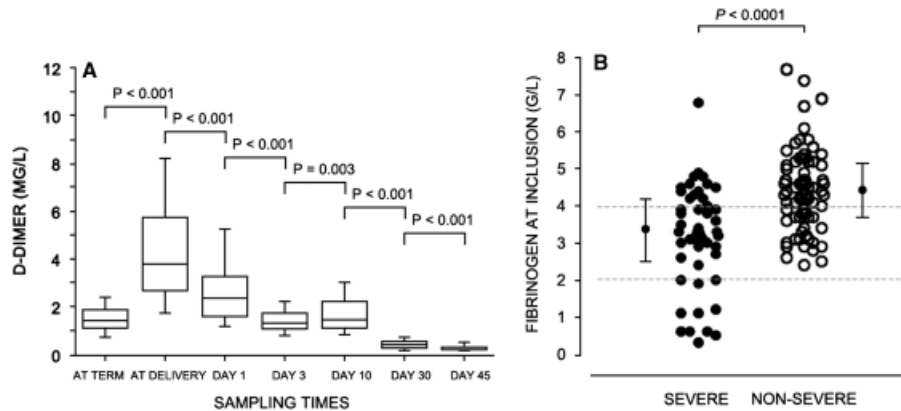 A
D-DIMER (MG/L)
12
10
8
6
4
2
0
P < 0.001
P < 0.001
P < 0.001
P = 0.003
P < 0.001
P < 0.001
AT TERM
AT DELIVERY
DAY 1
DAY 3
DAY 10
DAY 30
DAY 45
SAMPLING TIMES
P < 0.0001
B
FIBRINOGEN AT INCLUSION (G/L)
8
7
6
5
4
3
2
1
0
SEVERE
NON-SEVERE